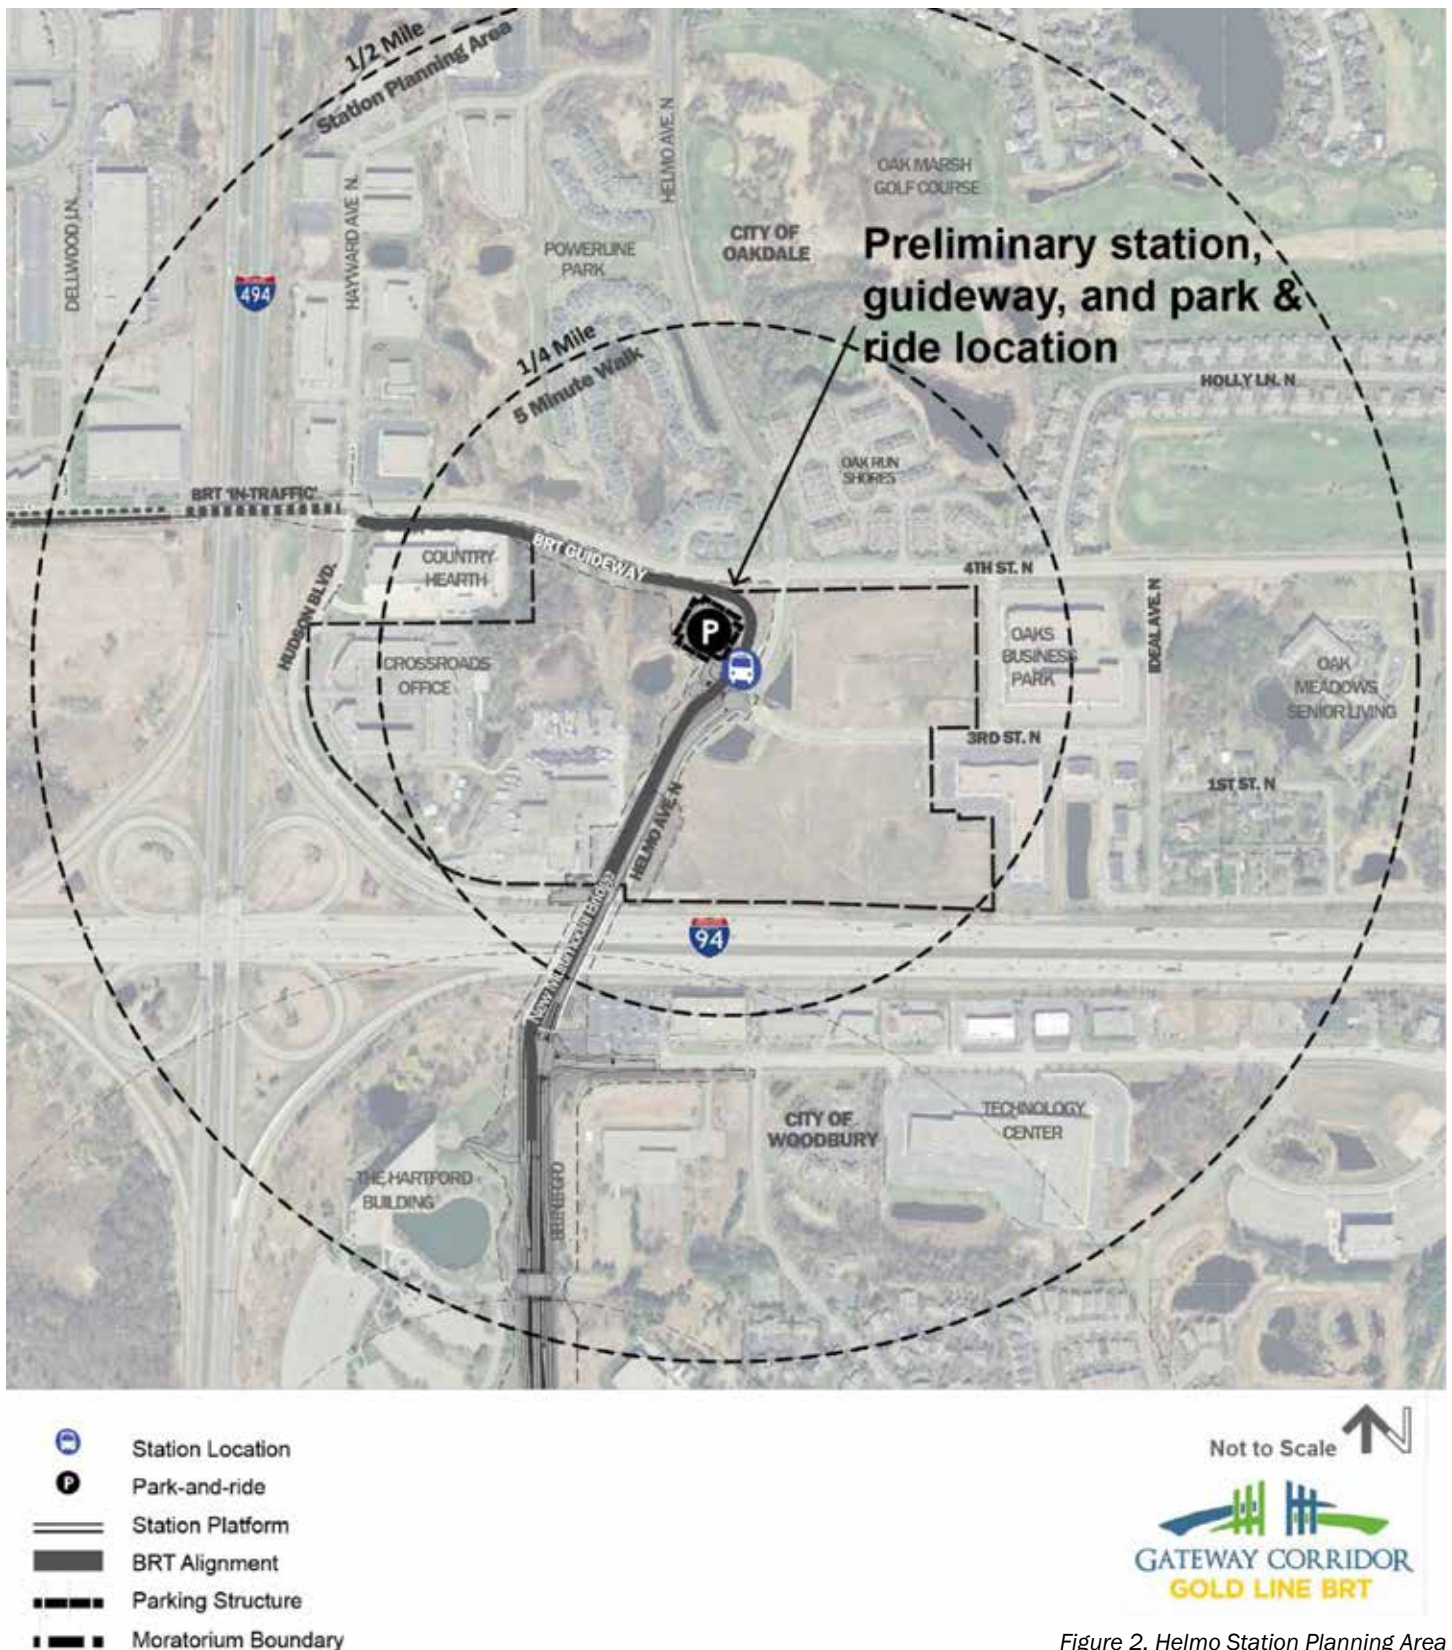 1/2 Mile
Station Planning Area
HELMO AVE. N
OAK MARSH
GOLF COURSE
DELLWOOD LN.
HAYWARD AVE N.
CITY OF
OAKDALE
Preliminary station,
guideway, and park &
ride location
POWERLINE
PARK
494
1/4 Mile
5 Minute Walk
HOLLY LN. N
OAK RUN
SHORES
BRT 'IN-TRAFFIC'
BRT GUIDEWAY
COUNTRY
HEARTH
4TH ST. N
HUDSON BLVD.
P
IDEAL AVE. N
OAKS
BUSINESS
PARK
CROSSROADS
OFFICE
OAK
MEADOWS
SENIOR LIVING
3RD ST. N
1ST ST. N
HELMO AVE. N
New Multimodal Bridge
94
CITY OF
WOODBURY
TECHNOLOGY
CENTER
THE HARTFORD
BUILDING
Station Location
P
Park-and-ride
Station Platform
BRT Alignment
Parking Structure
Moratorium Boundary
Not to Scale
N
GATEWAY CORRIDOR
GOLD LINE BRT
Figure 2. Helmo Station Planning Area